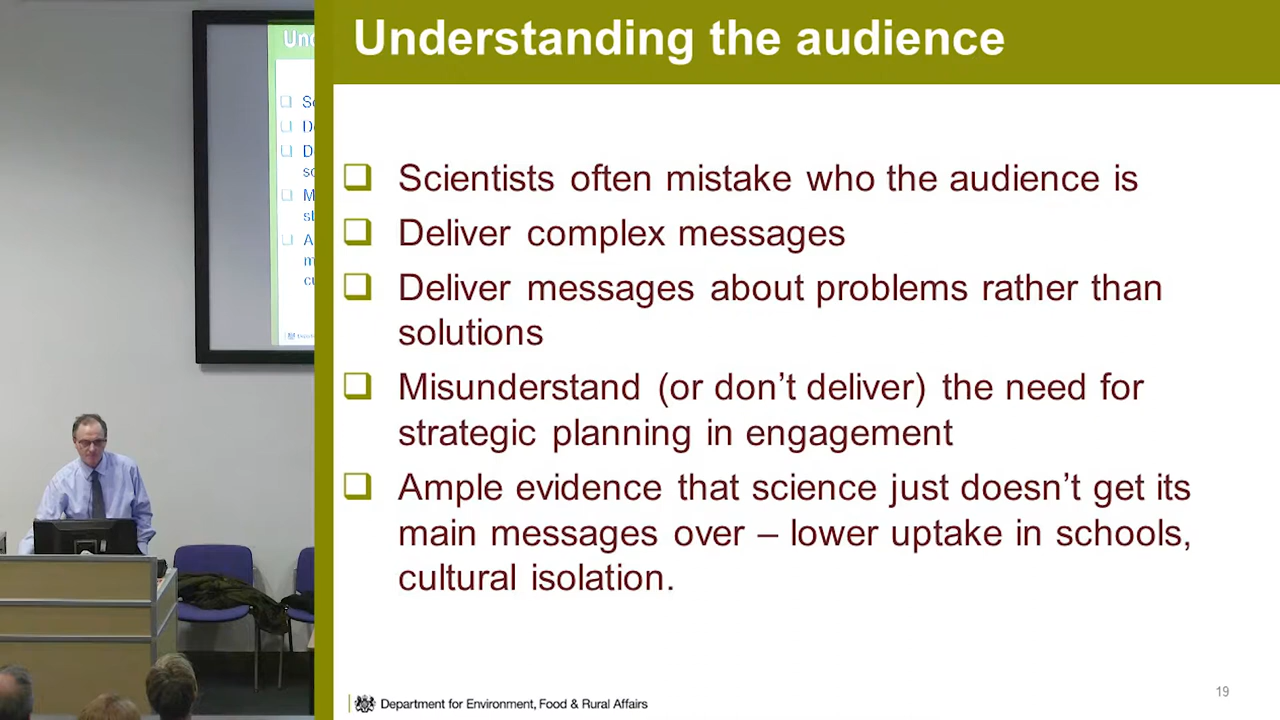 Understanding the audience
Scientists often mistake who the audience is
Deliver complex messages
Deliver messages about problems rather than
solutions
Misunderstand (or don't deliver) the need for
strategic planning in engagement
Ample evidence that science just doesn't get its
main messages over – lower uptake in schools,
cultural isolation.
Department for Environment, Food & Rural Affairs
19